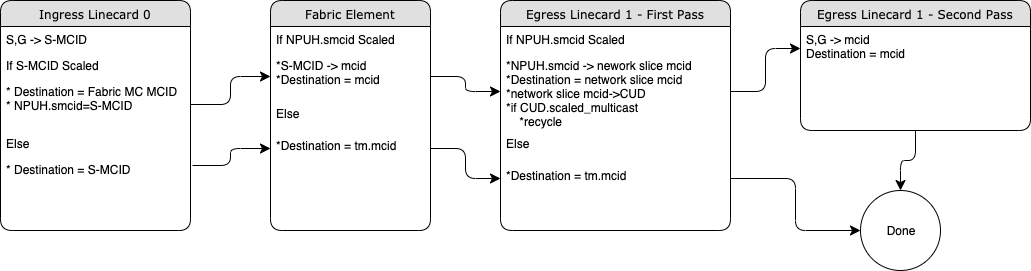 Ingress Linecard 0
S,G -> S-MCID
If S-MCID Scaled
* Destination = Fabric MC MCID
* NPUH.smcid=S-MCID
Else
* Destination = S-MCID
Fabric Element
If NPUH.smcid Scaled
*S-MCID -> mcid
*Destination = mcid
Else
*Destination = tm.mcid
Egress Linecard 1 - First Pass
If NPUH.smcid Scaled
*NPUH.smcid -> nework slice mcid
*Destination = network slice mcid
*network slice mcid->CUD
*if CUD.scaled_multicast
*recycle
Else
*Destination = tm.mcid
Egress Linecard 1 - Second Pass
S,G -> mcid
Destination = mcid
Done